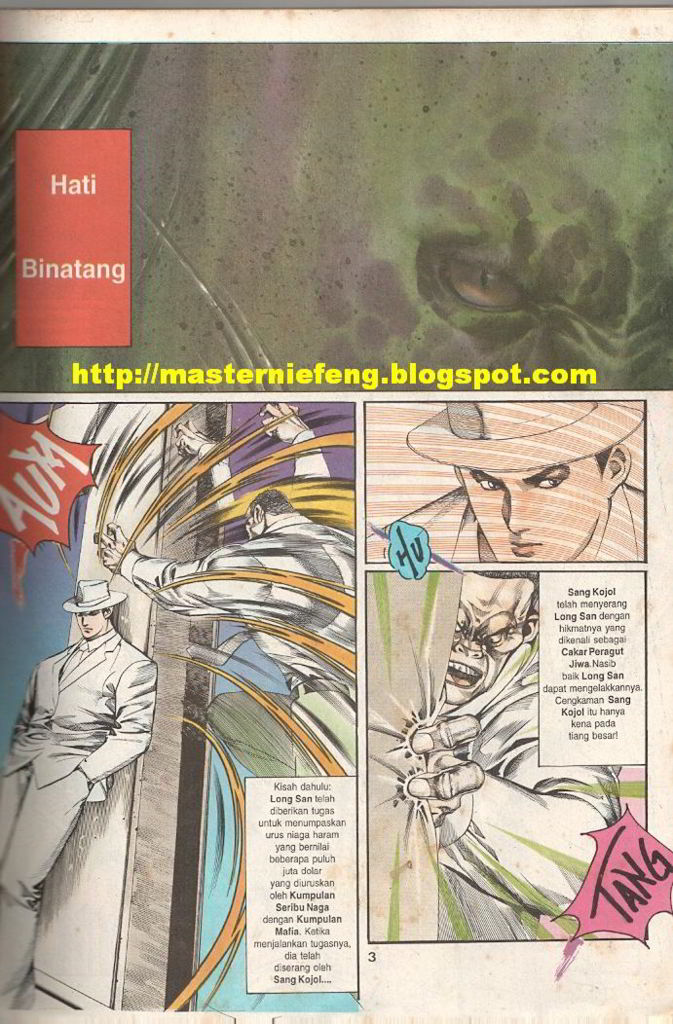 Hati
Binatang
http://masterniefeng.blogspot.com
AUM
HU
Kisah dahulu:
Long San telah
diberikan tugas
untuk menumpaskan
urus niaga haram
yang bernilai
beberapa puluh
juta dolar
yang diuruskan
oleh Kumpulan
Seribu Naga
dengan Kumpulan
Mafia. Ketika
menjalankan tugasnya,
dia telah
diserang oleh
Sang Kojol....
Sang Kojol
telah menyerang
Long San dengan
hikmatnya yang
dikenali sebagai
Cakar Peragut
Jiwa.Nasib
baik Long San
dapat mengelakkannya.
Cengkaman Sang
Kojol itu hanya
kena pada
tiang besar!
TANG
3